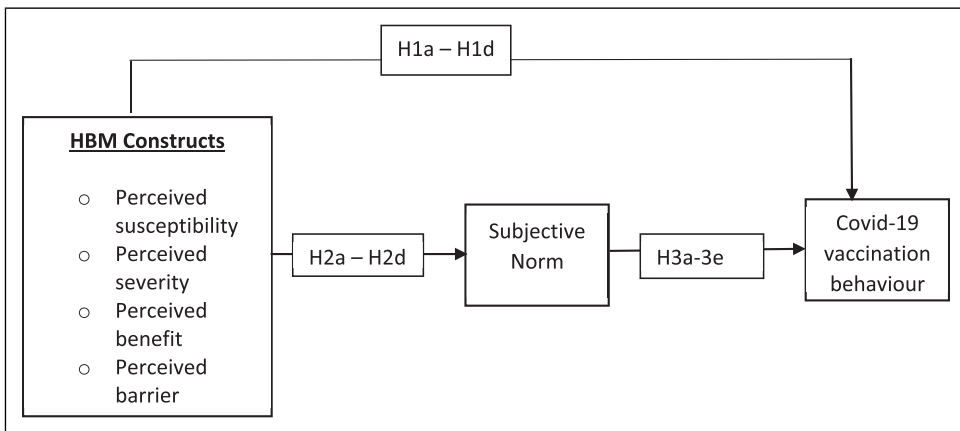 H1a – H1d
HBM Constructs
○ Perceived
susceptibility
○ Perceived
severity
○ Perceived
benefit
○ Perceived
barrier
H2a – H2d
Subjective
Norm
H3a-3e
Covid-19
vaccination
behaviour